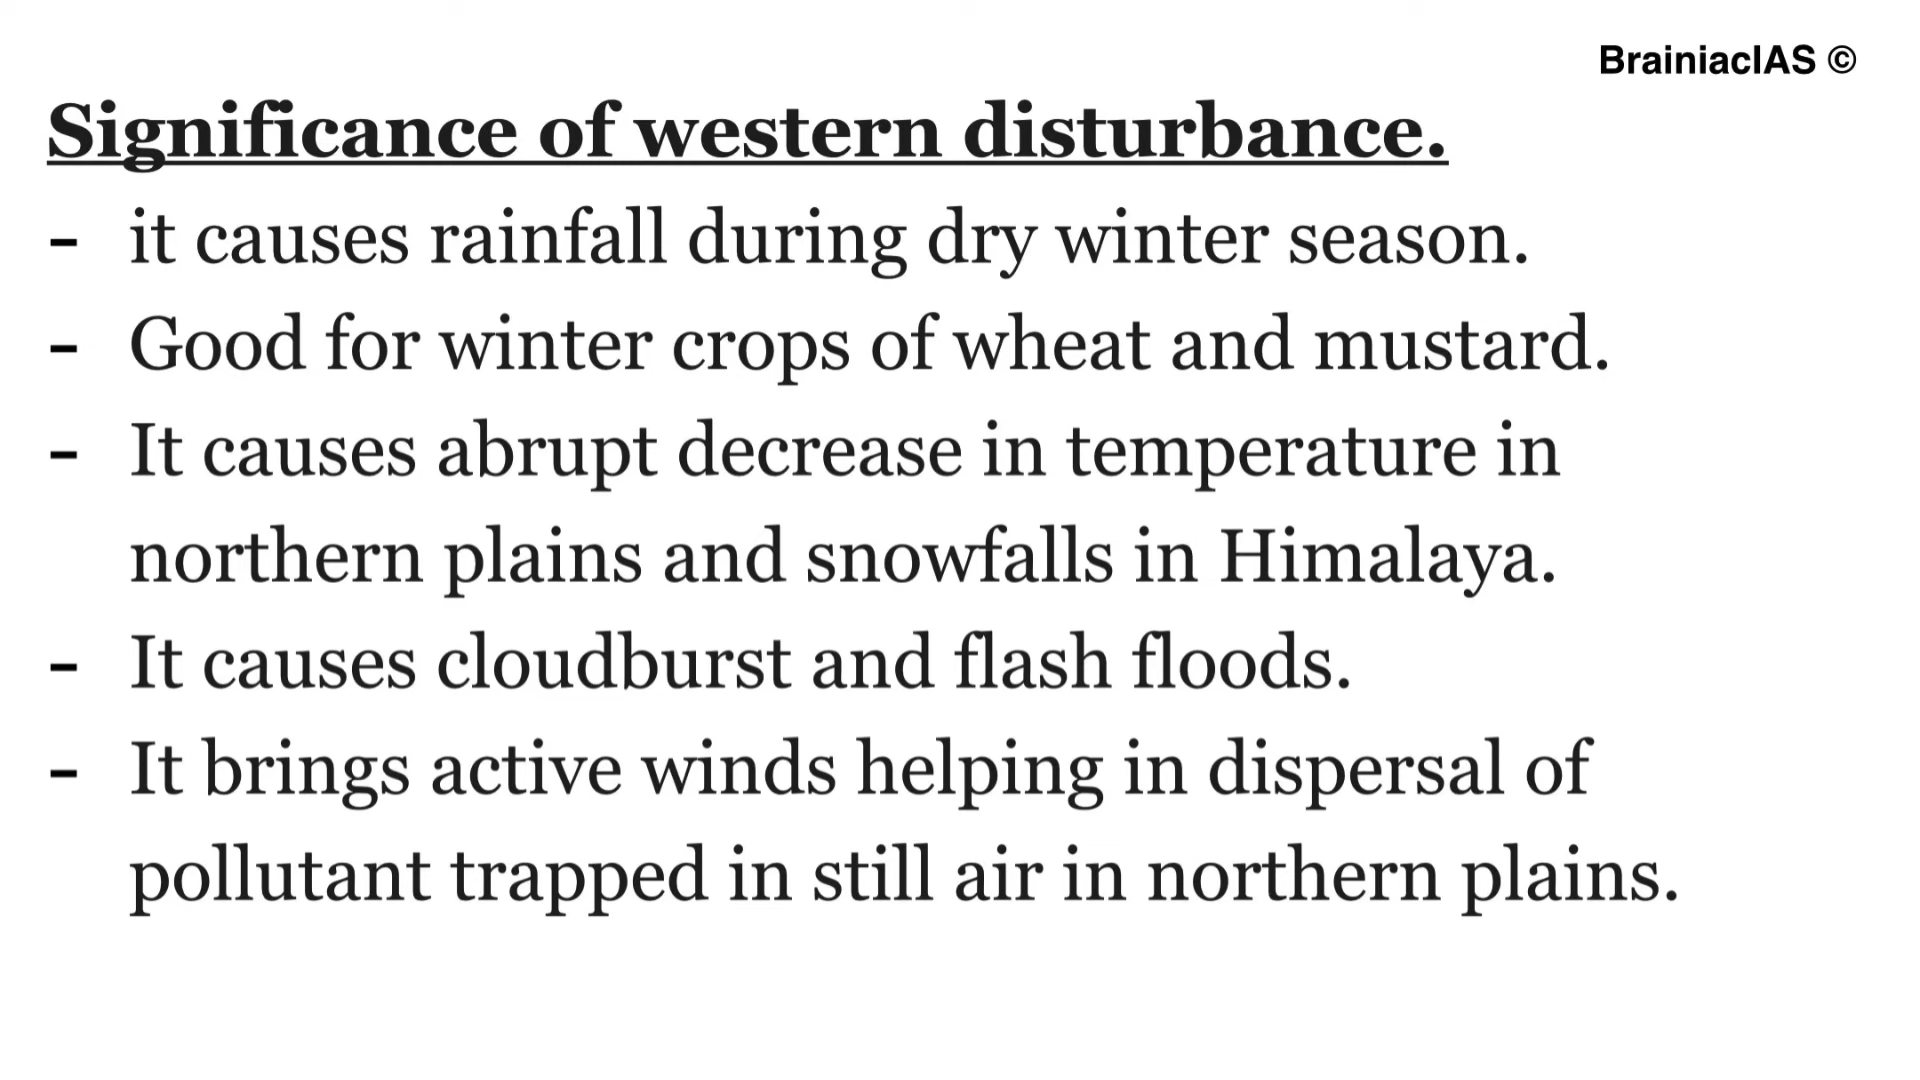 BrainiacIAS ©
Significance of western disturbance.
- it causes rainfall during dry winter season.
- Good for winter crops of wheat and mustard.
- It causes abrupt decrease in temperature in
northern plains and snowfalls in Himalaya.
- It causes cloudburst and flash floods.
- It brings active winds helping in dispersal of
pollutant trapped in still air in northern plains.